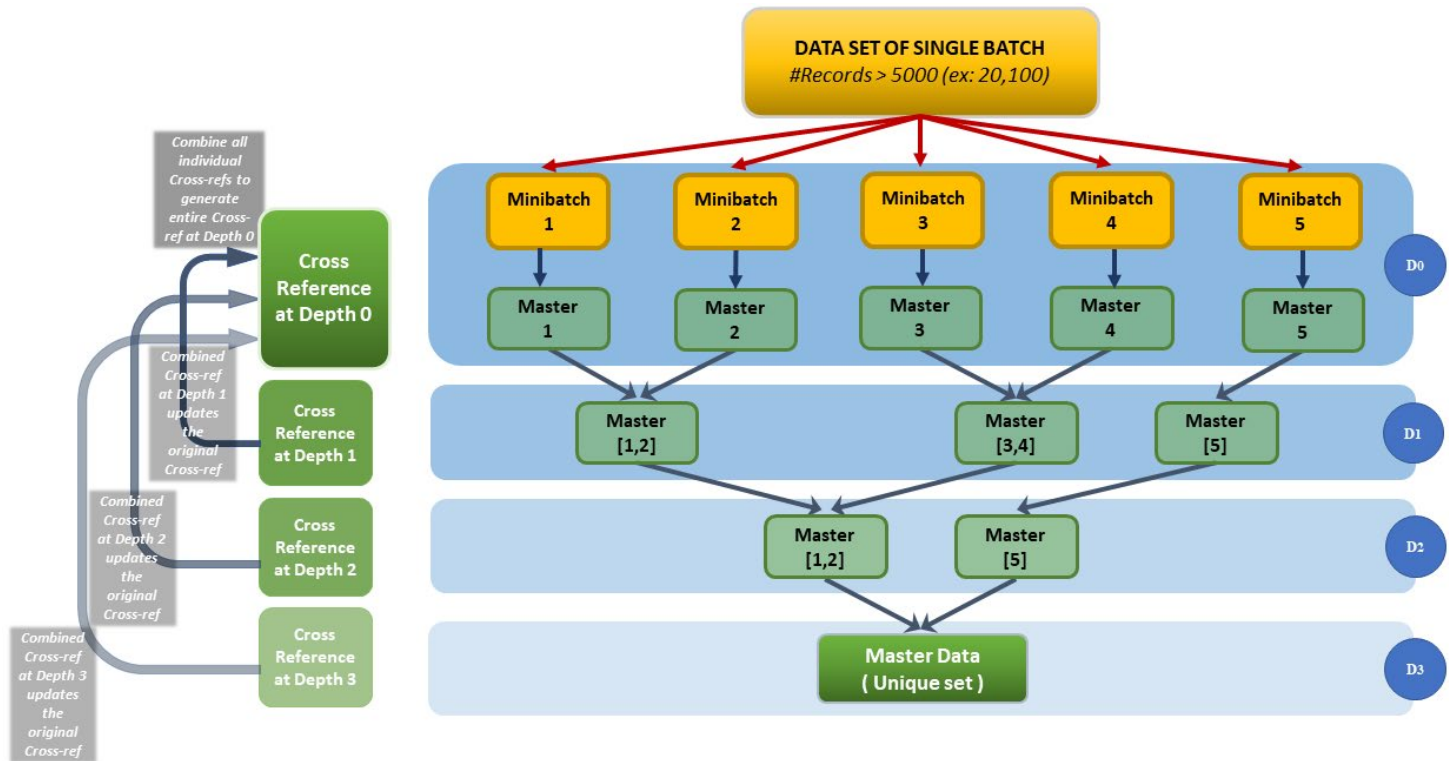 DATA SET OF SINGLE BATCH
#Records > 5000 (ex: 20,100)
Combine all
individual
Cross-refs to
generate
entire Cross-
ref at Depth 0
Cross
Reference
at Depth 0
Minibatch
1
Minibatch
2
Minibatch
3
Minibatch
4
Minibatch
5
D0
Master
1
Master
2
Master
3
Master
4
Master
5
Combined
Cross-ref
at Depth 1
updates
the
original
Cross-ref
Cross
Reference
at Depth 1
Master
[1,2]
Master
[3,4]
Master
[5]
D1
Combined
Cross-ref
at Depth 2
updates
the
original
Cross-ref
Cross
Reference
at Depth 2
Master
[1,2]
Master
[5]
D2
Combined
Cross-ref
at Depth 3
updates
the
original
Cross-ref
Cross
Reference
at Depth 3
Master Data
( Unique set )
D3